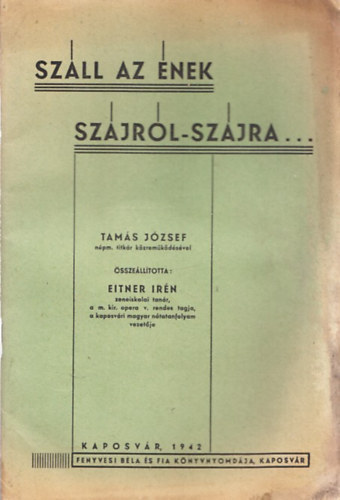 SZÁLL AZ ÉNEK
SZÁJRÓL-SZÁJRA...
TAMÁS JÓZSEF
népm. titkár közreműködésével
ÖSSZEÁLLÍTOTTA:
EITNER IRÉN
zeneiskolai tanár,
a m. kir. opera v. rendes tagja,
a kaposvári magyar nótatanfolyam
vezetője
KAPOSVÁR, 1942
FENYVESI BÉLA ÉS FIA KÖNYVNYOMDÁJA, KAPOSVÁR